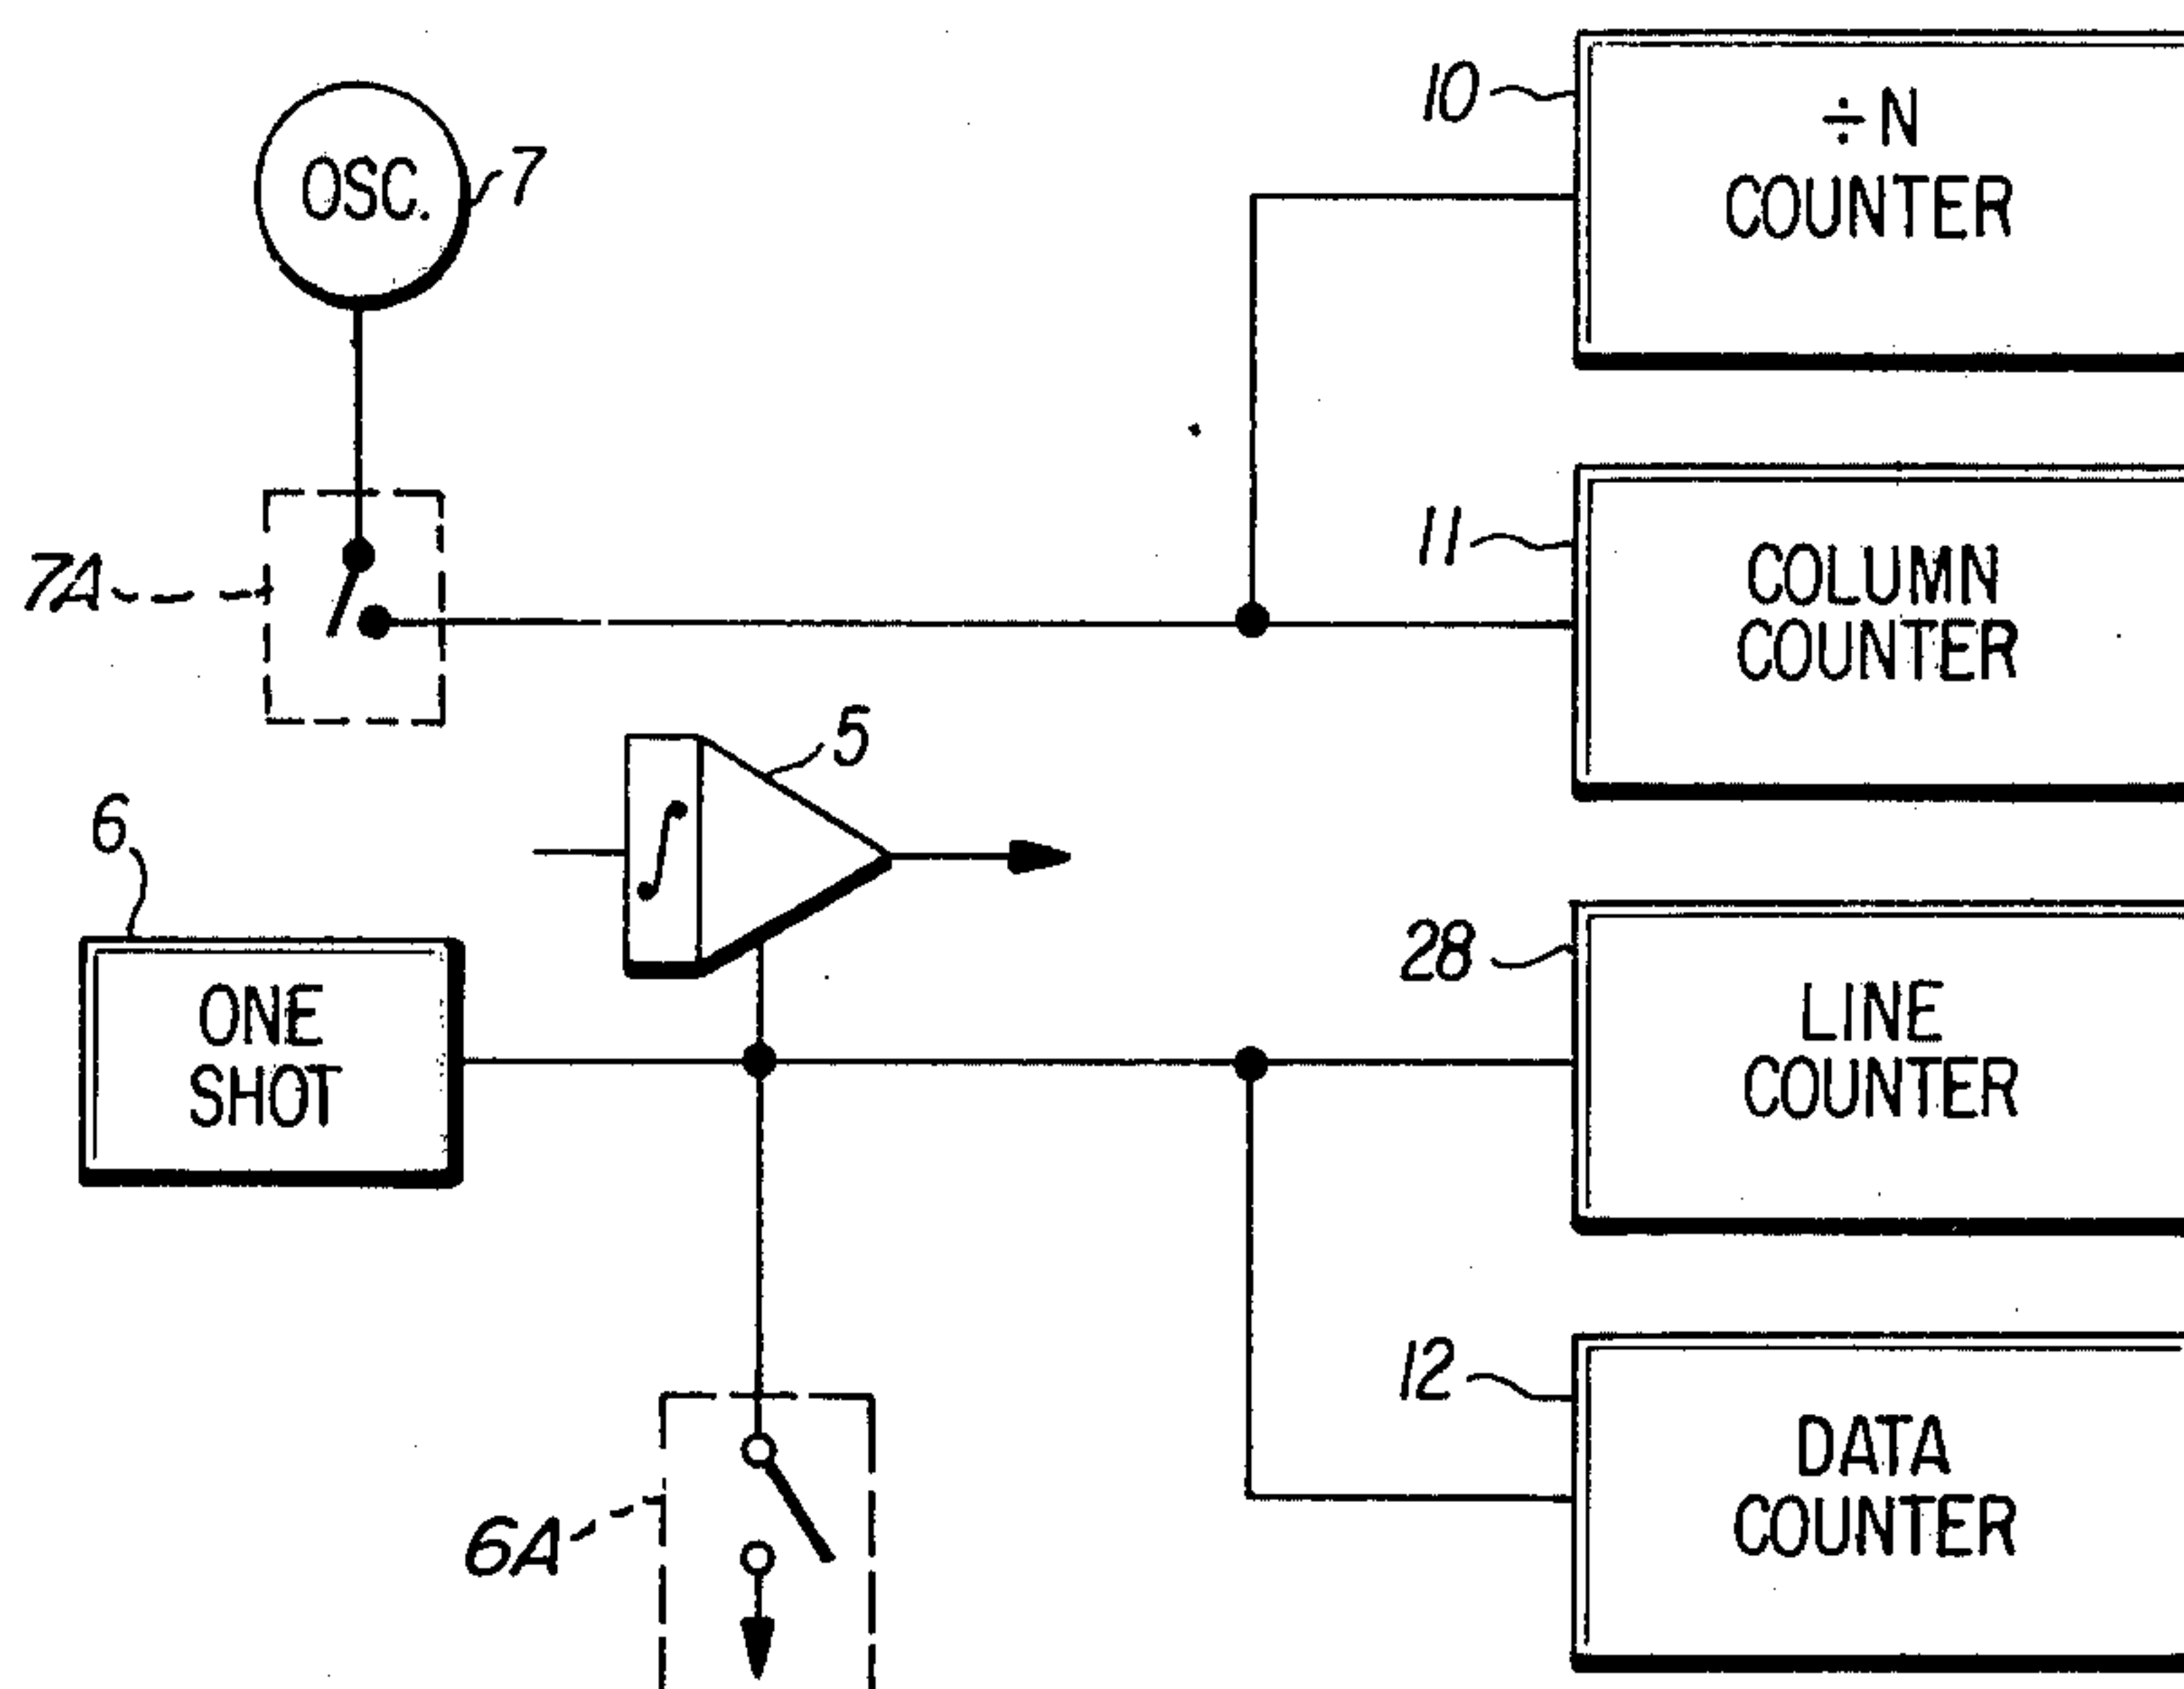 OSC.
7
10
÷N
COUNTER
7A
11
COLUMN
COUNTER
5
∫
6
ONE
SHOT
28
LINE
COUNTER
6A
12
DATA
COUNTER